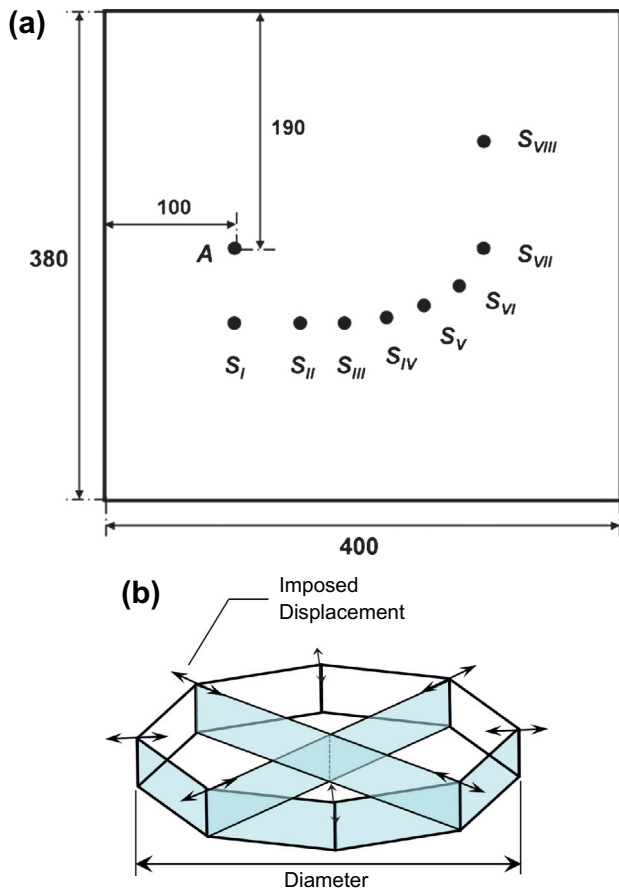 (a)
190
S_VIII
100
A
380
S_VII
S_VI
S_V
S_IV
S_I
S_II
S_III
400
(b)
Imposed
Displacement
Diameter